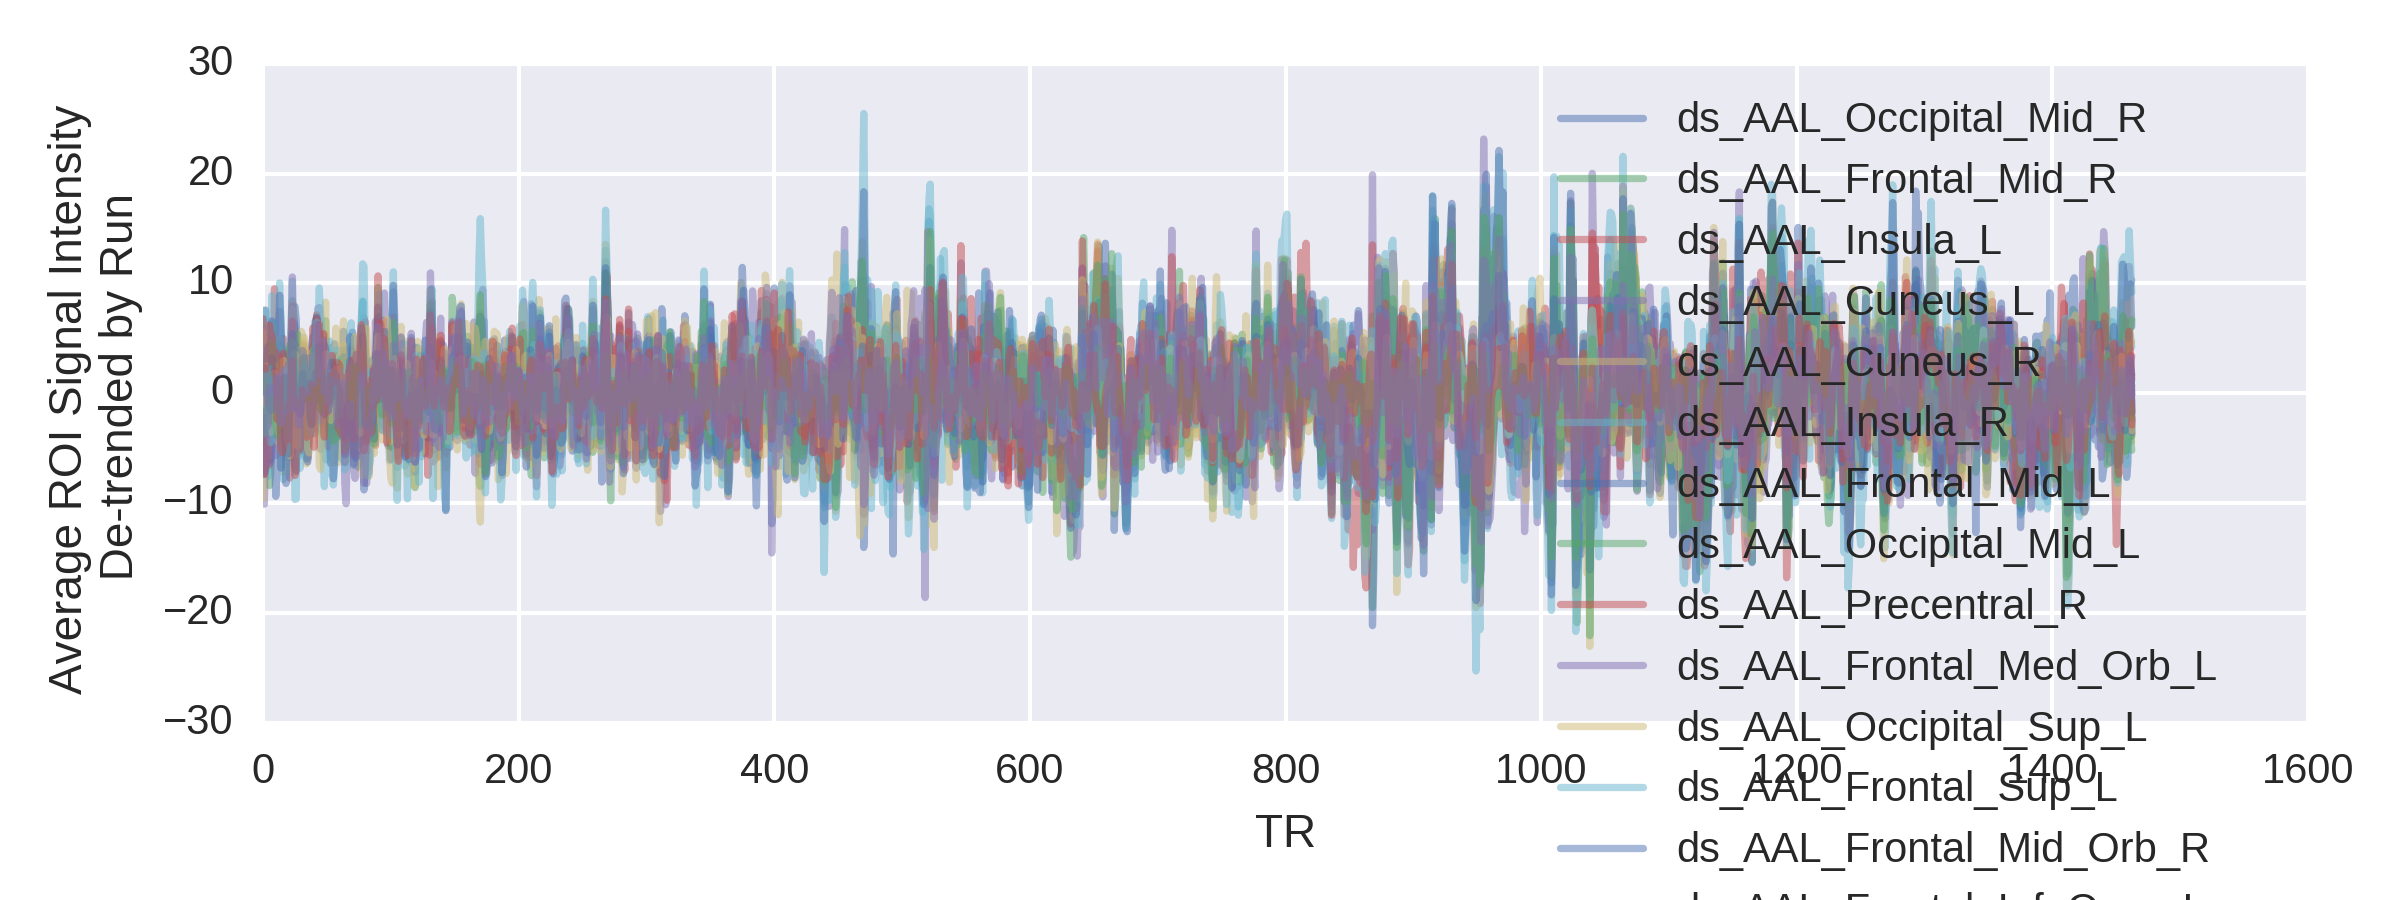 Average ROI Signal Intensity
De-trended by Run
30
20
10
0
−10
−20
−30
0
200
400
600
800
1000
1200
1400
1600
TR
ds_AAL_Occipital_Mid_R
ds_AAL_Frontal_Mid_R
ds_AAL_Insula_L
ds_AAL_Cuneus_L
ds_AAL_Cuneus_R
ds_AAL_Insula_R
ds_AAL_Frontal_Mid_L
ds_AAL_Occipital_Mid_L
ds_AAL_Precentral_R
ds_AAL_Frontal_Med_Orb_L
ds_AAL_Occipital_Sup_L
ds_AAL_Frontal_Sup_L
ds_AAL_Frontal_Mid_Orb_R